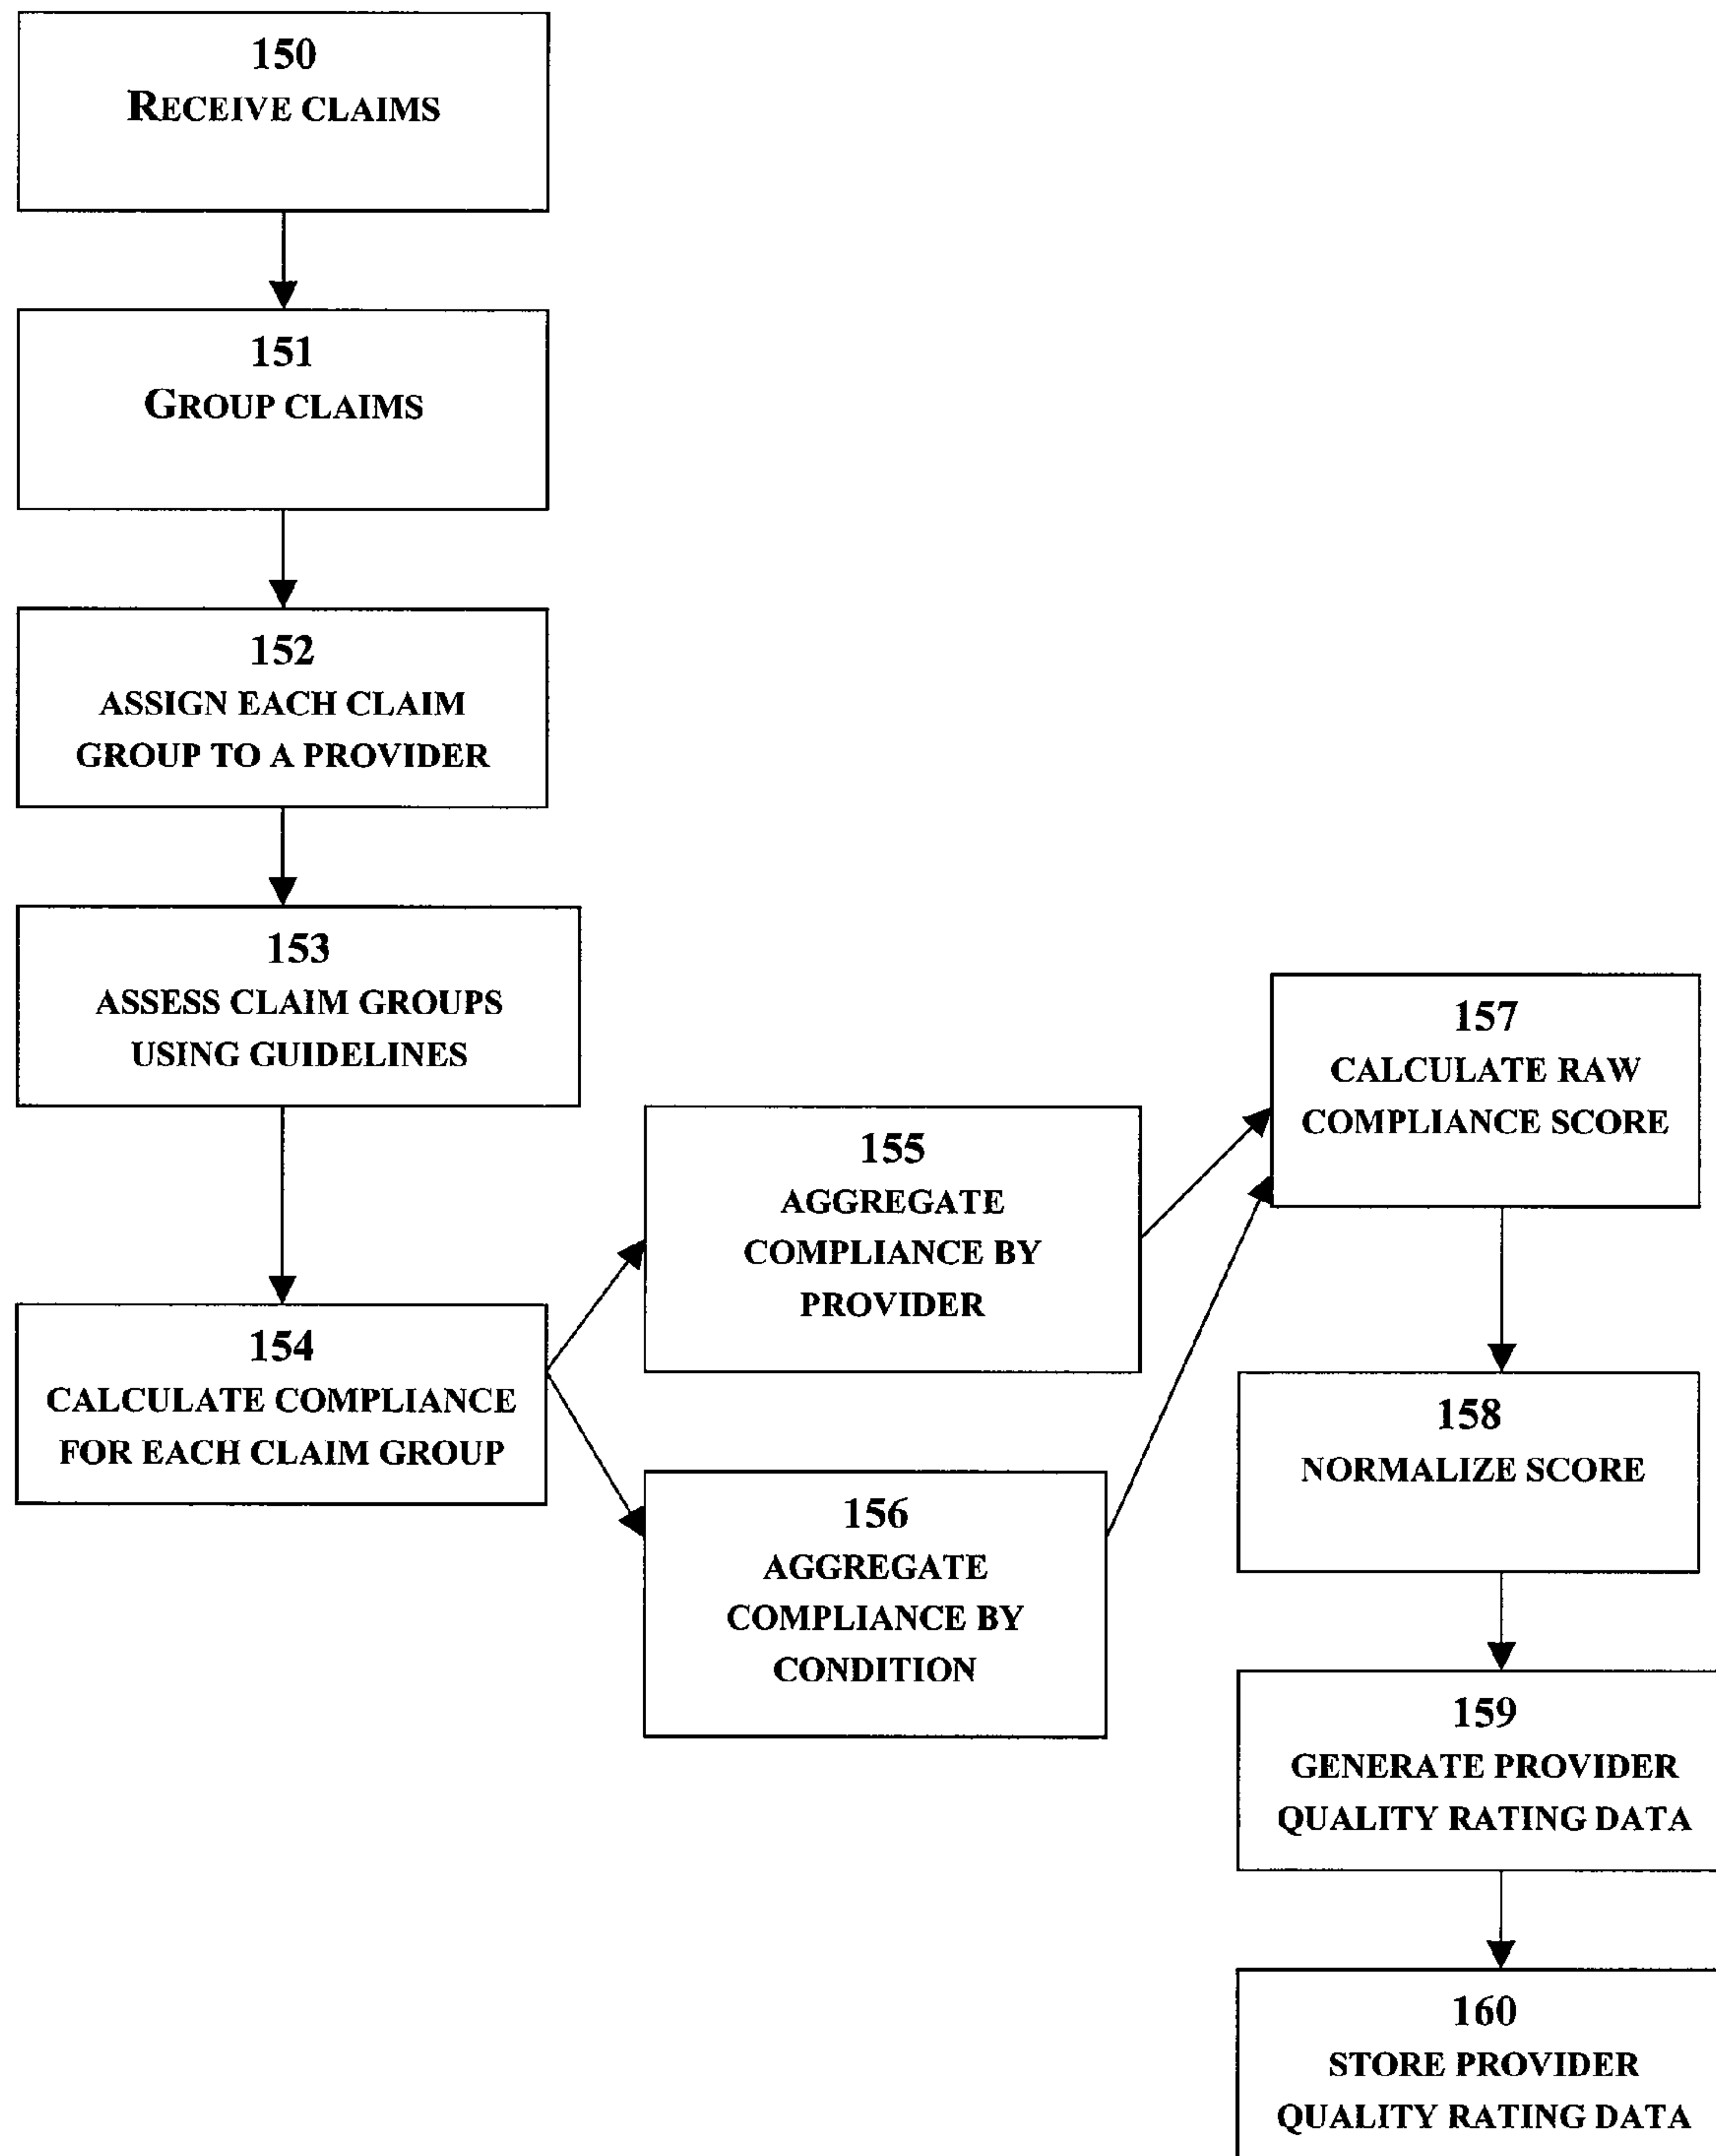 150
RECEIVE CLAIMS
151
GROUP CLAIMS
152
ASSIGN EACH CLAIM
GROUP TO A PROVIDER
153
ASSESS CLAIM GROUPS
USING GUIDELINES
154
CALCULATE COMPLIANCE
FOR EACH CLAIM GROUP
155
AGGREGATE
COMPLIANCE BY
PROVIDER
156
AGGREGATE
COMPLIANCE BY
CONDITION
157
CALCULATE RAW
COMPLIANCE SCORE
158
NORMALIZE SCORE
159
GENERATE PROVIDER
QUALITY RATING DATA
160
STORE PROVIDER
QUALITY RATING DATA